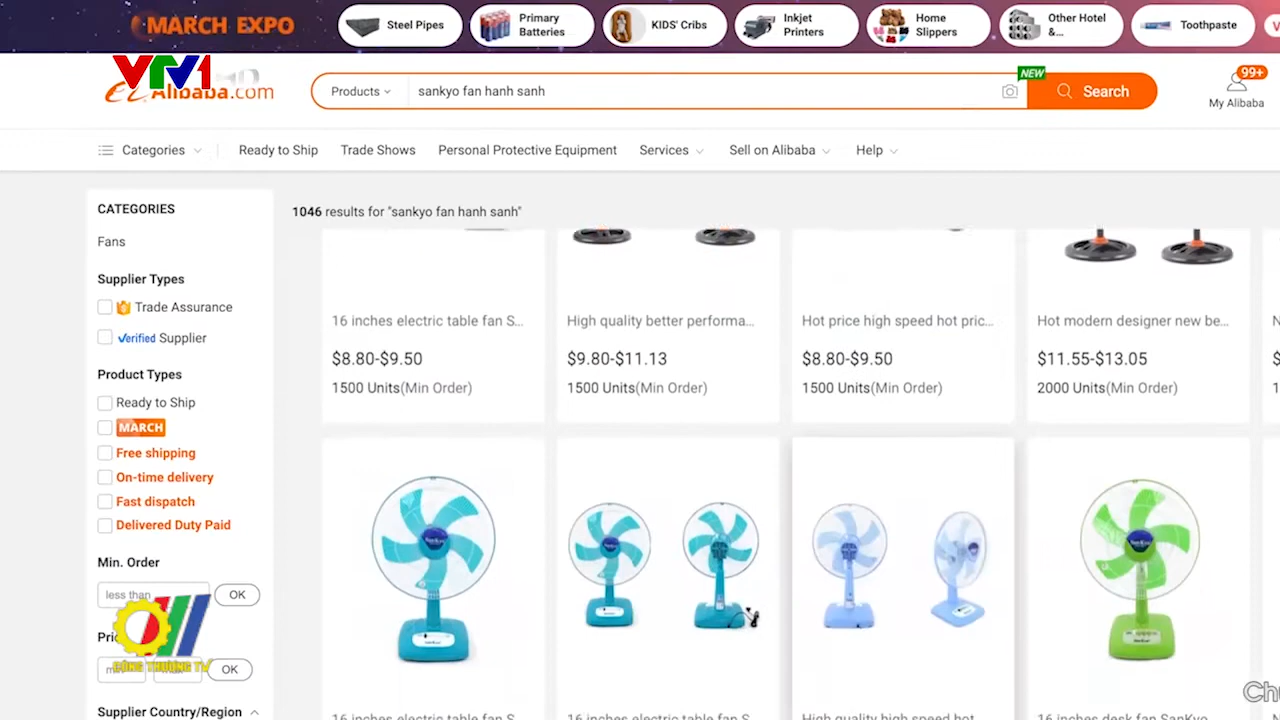 MARCH EXPO
Steel Pipes
Primary
Batteries
KIDS' Cribs
Inkjet
Printers
Home
Slippers
Other Hotel
&...
Toothpaste
VTV1 HD
Alibaba.com
Products
sankyo fan hanh sanh
NEW
Search
99+
My Alibaba
Categories
Ready to Ship
Trade Shows
Personal Protective Equipment
Services
Sell on Alibaba
Help
CATEGORIES
Fans
Supplier Types
Trade Assurance
Verified Supplier
Product Types
Ready to Ship
MARCH
Free shipping
On-time delivery
Fast dispatch
Delivered Duty Paid
Min. Order
less than
OK
OK
CÔNG THƯƠNG TV
Supplier Country/Region
1046 results for "sankyo fan hanh sanh"
16 inches electric table fan S...
$8.80-$9.50
1500 Units(Min Order)
High quality better performa...
$9.80-$11.13
1500 Units(Min Order)
Hot price high speed hot pric...
$8.80-$9.50
1500 Units(Min Order)
Hot modern designer new be...
$11.55-$13.05
2000 Units(Min Order)
16 inches electric table fan S...
16 inches electric table fan S...
High quality high speed hot
16 inches desk fan SanKyo